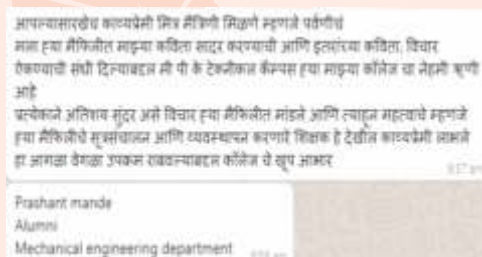 आपल्यासारखेच काव्यप्रेमी मित्र मैत्रिणी मिळणे म्हणजे पर्वणीच
मला ह्या मैफिलीत माझ्या कविता सादर करण्याची आणि इतरांच्या कविता, विचार
ऐकण्याची संधी दिल्याबद्दल मी पी के टेक्नीकल कॅम्पस ह्या माझ्या कॉलेज चा नेहमी ऋणी
आहे
प्रत्येकाने अतिशय सुंदर असे विचार ह्या मैफिलीत मांडले आणि त्याहून महत्वाचे म्हणजे
ह्या मैफिलीचे सूत्रसंचालन आणि व्यवस्थापन करणारे शिक्षक हे देखील काव्यप्रेमी लाभले
हा आगळा वेगळा उपक्रम राबवल्याबद्दल कॉलेज चे खूप आभार
Prashant mande
Alumni
Mechanical engineering department